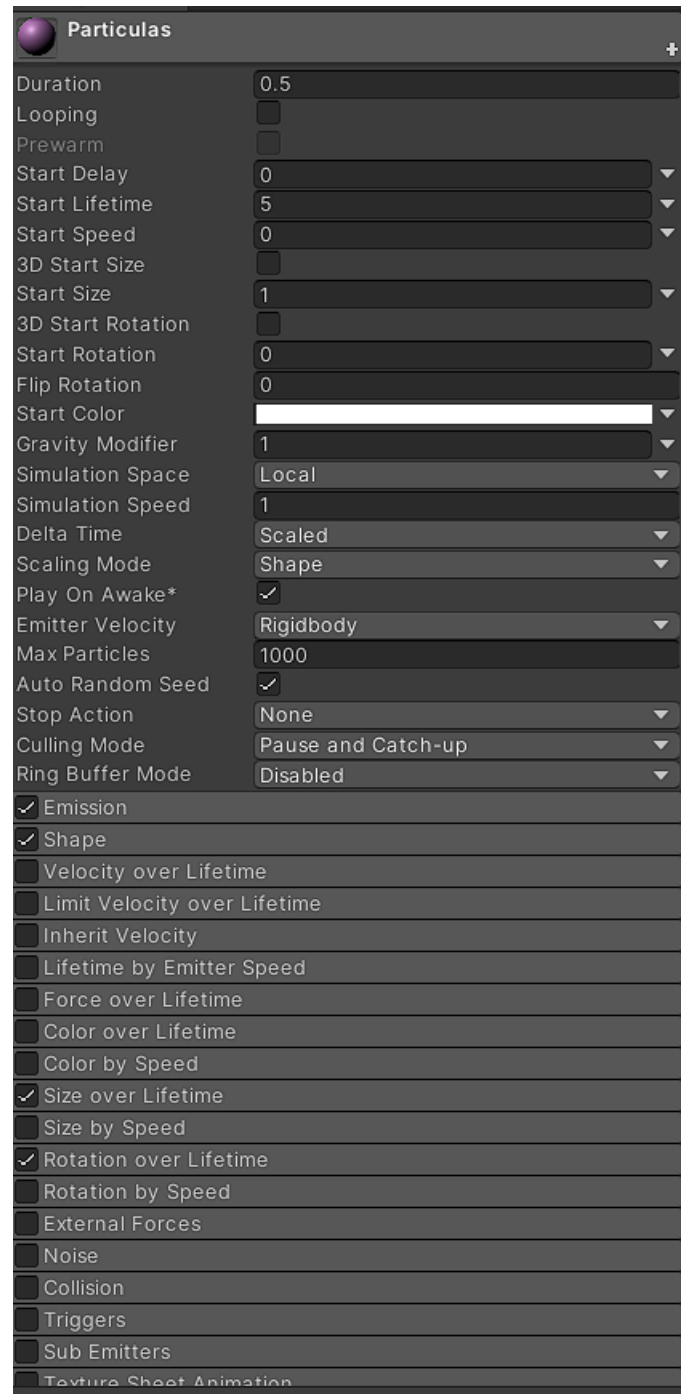 Particulas
Duration 0.5
Looping
Prewarm
Start Delay 0
Start Lifetime 5
Start Speed 0
3D Start Size
Start Size 1
3D Start Rotation
Start Rotation 0
Flip Rotation 0
Start Color
Gravity Modifier 1
Simulation Space Local
Simulation Speed 1
Delta Time Scaled
Scaling Mode Shape
Play On Awake*
Emitter Velocity Rigidbody
Max Particles 1000
Auto Random Seed
Stop Action None
Culling Mode Pause and Catch-up
Ring Buffer Mode Disabled
Emission
Shape
Velocity over Lifetime
Limit Velocity over Lifetime
Inherit Velocity
Lifetime by Emitter Speed
Force over Lifetime
Color over Lifetime
Color by Speed
Size over Lifetime
Size by Speed
Rotation over Lifetime
Rotation by Speed
External Forces
Noise
Collision
Triggers
Sub Emitters
Texture Sheet Animation